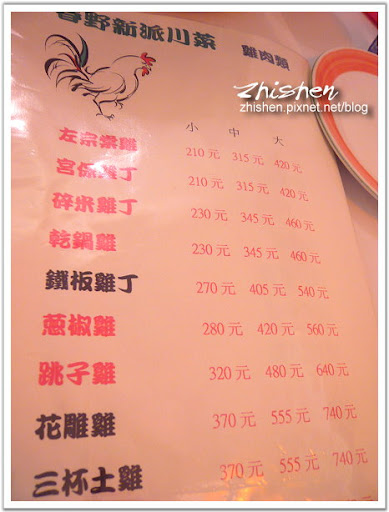 春野新派川菜 雞肉類
Zhishen
zhishen.pixnet.net/blog
小 中 大
左宗棠雞 210元 315元 420元
宮保雞丁 210元 315元 420元
碎米雞丁 230元 345元 460元
乾鍋雞 230元 345元 460元
鐵板雞丁 270元 405元 540元
蔥椒雞 280元 420元 560元
跳子雞 320元 480元 640元
花雕雞 370元 555元 740元
三杯土雞 370元 555元 740元